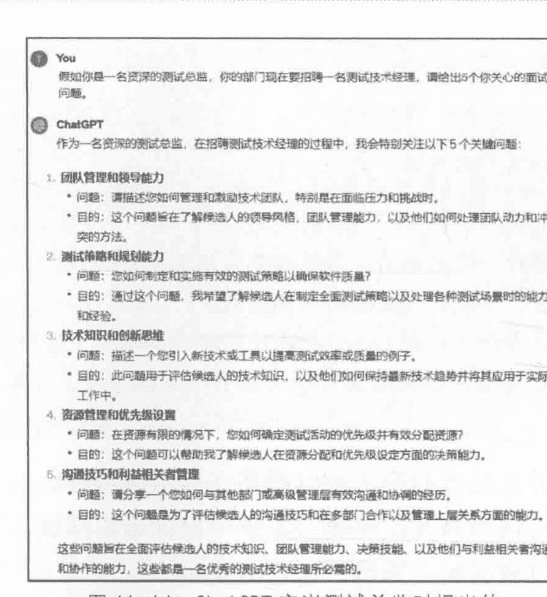 You
假如你是一名资深的测试总监，你的部门现在要招聘一名测试技术经理，请给出5个你关心的面试
问题。
ChatGPT
作为一名资深的测试总监，在招聘测试技术经理的过程中，我会特别关注以下5个关键问题：
1. 团队管理和领导能力
• 问题：请描述您如何管理和激励技术团队，特别是在面临压力和挑战时。
• 目的：这个问题旨在了解候选人的领导风格，团队管理能力，以及他们如何处理团队动力和冲
突的方法。
2. 测试策略和规划能力
• 问题：您如何制定和实施有效的测试策略以确保软件质量？
• 目的：通过这个问题，我希望了解候选人在制定全面测试策略以及处理各种测试场景时的能力
和经验。
3. 技术知识和创新思维
• 问题：描述一个您引入新技术或工具以提高测试效率或质量的例子。
• 目的：此问题用于评估候选人的技术知识，以及他们如何保持最新技术趋势并将其应用于实际
工作中。
4. 资源管理和优先级设置
• 问题：在资源有限的情况下，您如何确定测试活动的优先级并有效分配资源？
• 目的：这个问题可以帮助我了解候选人在资源分配和优先级设定方面的决策能力。
5. 沟通技巧和利益相关者管理
• 问题：请分享一个您如何与其他部门或高级管理层有效沟通和协调的经历。
• 目的：这个问题是为了评估候选人的沟通技巧和在多部门合作以及管理上层关系方面的能力。
这些问题旨在全面评估候选人的技术知识、团队管理能力、决策技能、以及他们与利益相关者沟通
和协作的能力，这些都是一名优秀的测试技术经理所必需的。